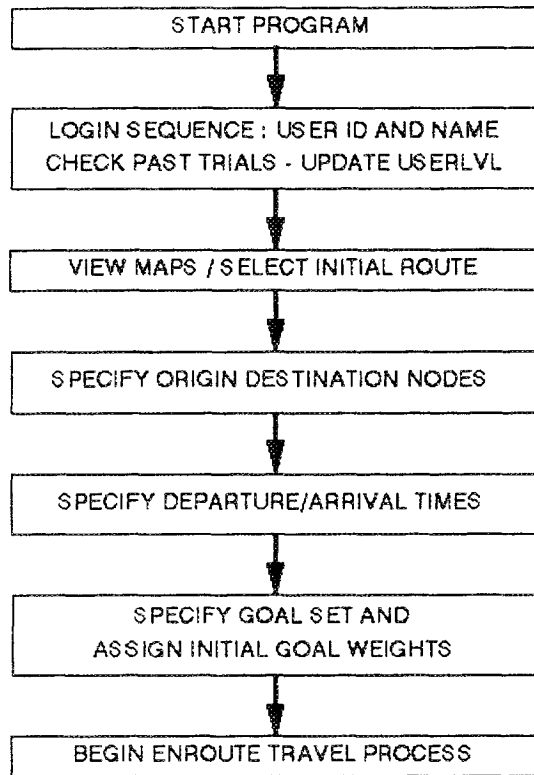 START PROGRAM
LOGIN SEQUENCE : USER ID AND NAME
CHECK PAST TRIALS - UPDATE USERLVL
VIEW MAPS / SELECT INITIAL ROUTE
SPECIFY ORIGIN DESTINATION NODES
SPECIFY DEPARTURE/ARRIVAL TIMES
SPECIFY GOAL SET AND
ASSIGN INITIAL GOAL WEIGHTS
BEGIN ENROUTE TRAVEL PROCESS